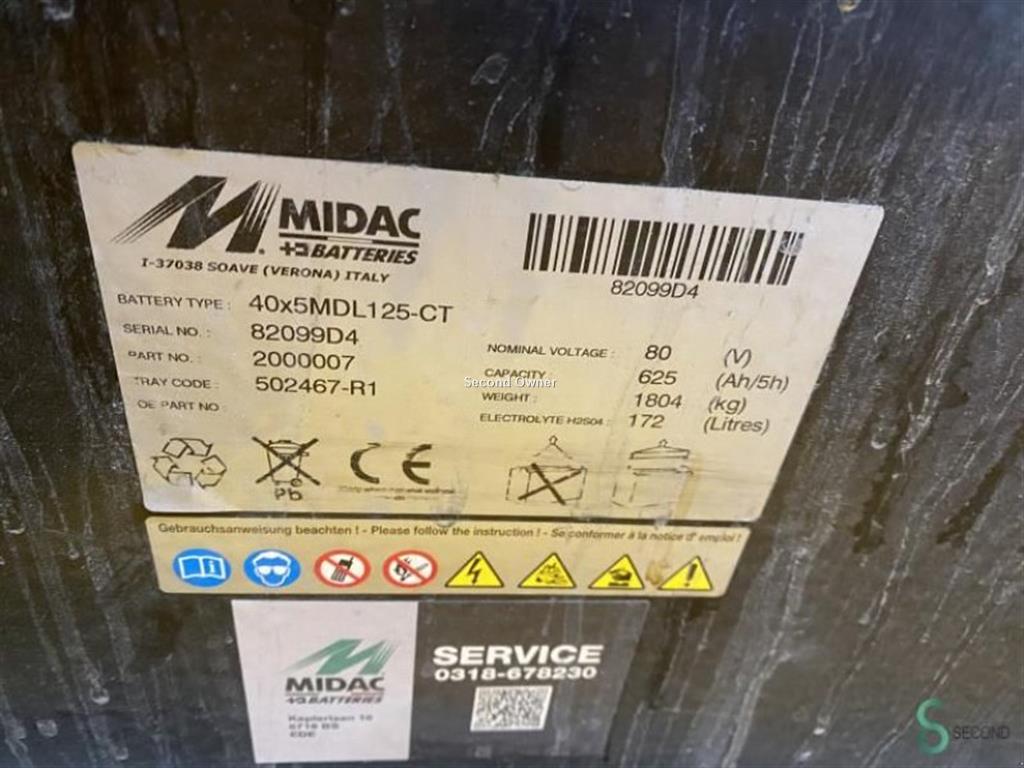 MIDAC
BATTERIES
I-37038 SOAVE (VERONA) ITALY
82099D4
BATTERY TYPE : 40x5MDL125-CT
SERIAL NO. : 82099D4
PART NO. : 2000007
TRAY CODE : 502467-R1
OE PART NO :
NOMINAL VOLTAGE : 80 (V)
CAPACITY : 625 (Ah/5h)
WEIGHT : 1804 (kg)
ELECTROLYTE H2S04 : 172 (Litres)
Second Owner
Pb
CE
Gebrauchsanweisung beachten ! - Please follow the instruction ! - Se conformer à la notice d' emploi !
MIDAC
BATTERIES
6716 BS
EDE
SERVICE
0318-678230
SECOND